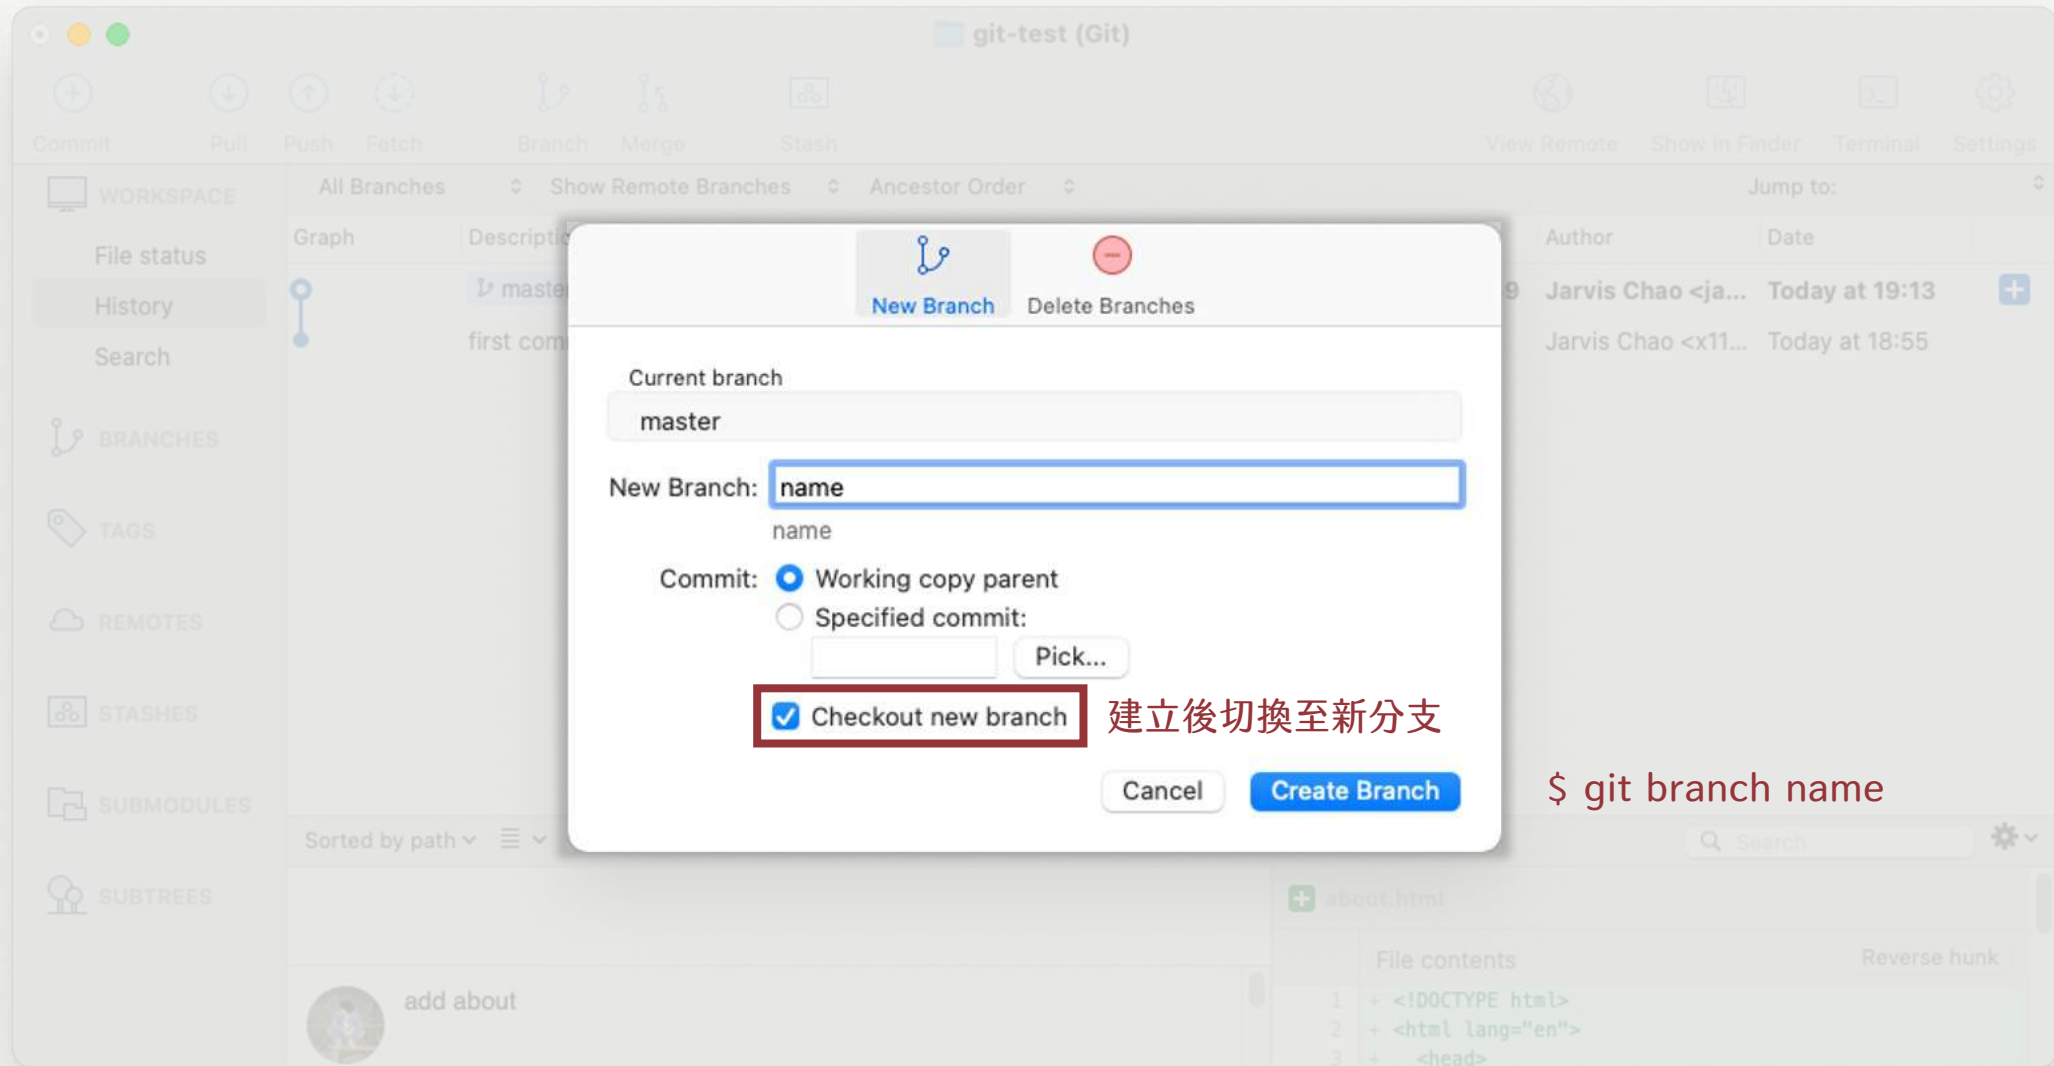 git-test (Git)
Commit Pull Push Fetch Branch Merge Stash View Remote Show in Finder Terminal Settings
WORKSPACE
All Branches Show Remote Branches Ancestor Order Jump to:
File status
History
Search
BRANCHES
TAGS
REMOTES
STASHES
SUBMODULES
SUBTREES
Graph Author Date
master
9 Jarvis Chao <ja... Today at 19:13
first Jarvis Chao <x11... Today at 18:55
New Branch Delete Branches
Current branch
master
New Branch: name
name
Commit: Working copy parent
Specified commit:
Pick...
Checkout new branch 建立後切換至新分支
Cancel Create Branch
$ git branch name
Sorted by path Search
about.html
File contents Reverse hunk
add about
1 + <!DOCTYPE html>
2 + <html lang="en">
3 + <head>